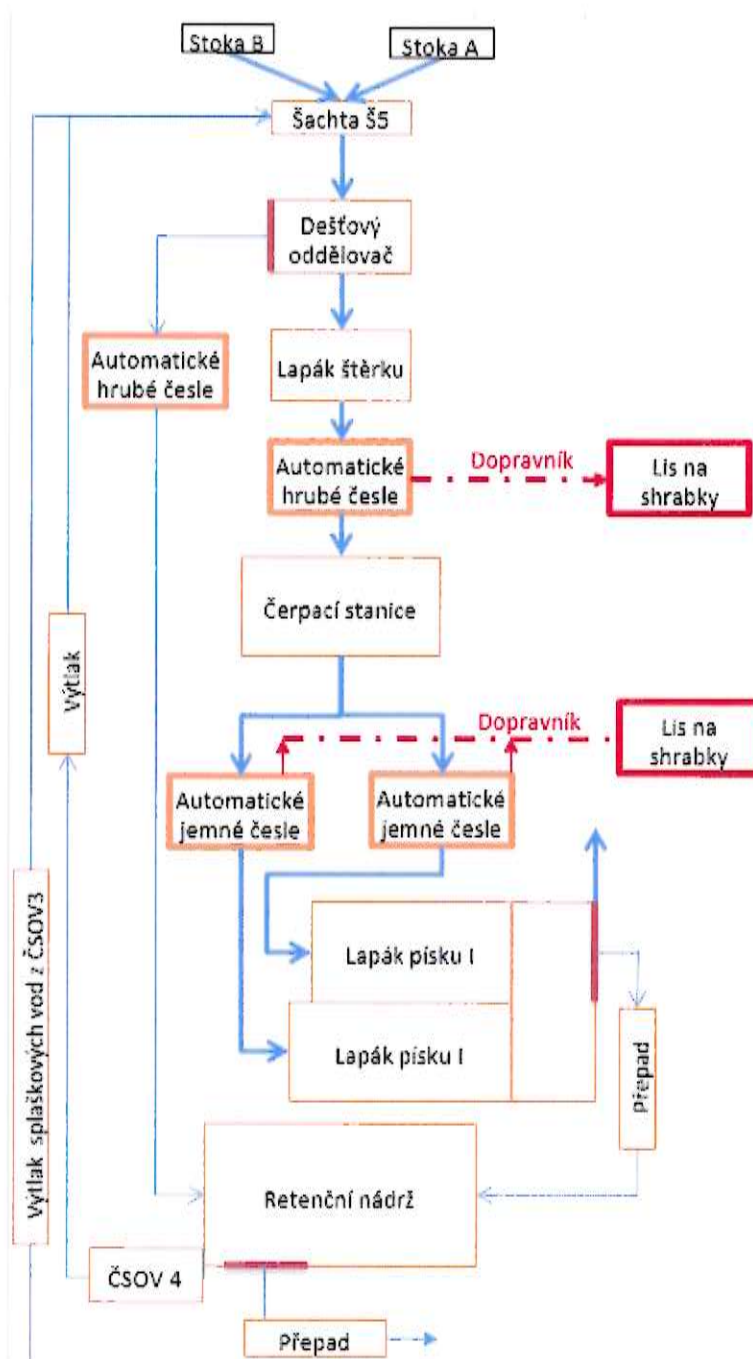 Stoka B
Stoka A
Šachta Š5
Dešťový
oddělovač
Automatické
hrubé česle
Lapák štěrku
Automatické
hrubé česle
Dopravník
Lis na
shrabky
Čerpací stanice
Výtlak
Dopravník
Lis na
shrabky
Automatické
jemné česle
Automatické
jemné česle
Lapák písku I
Lapák písku I
Přepad
Výtlak splaškových vod z ČSOV3
Retenční nádrž
ČSOV 4
Přepad